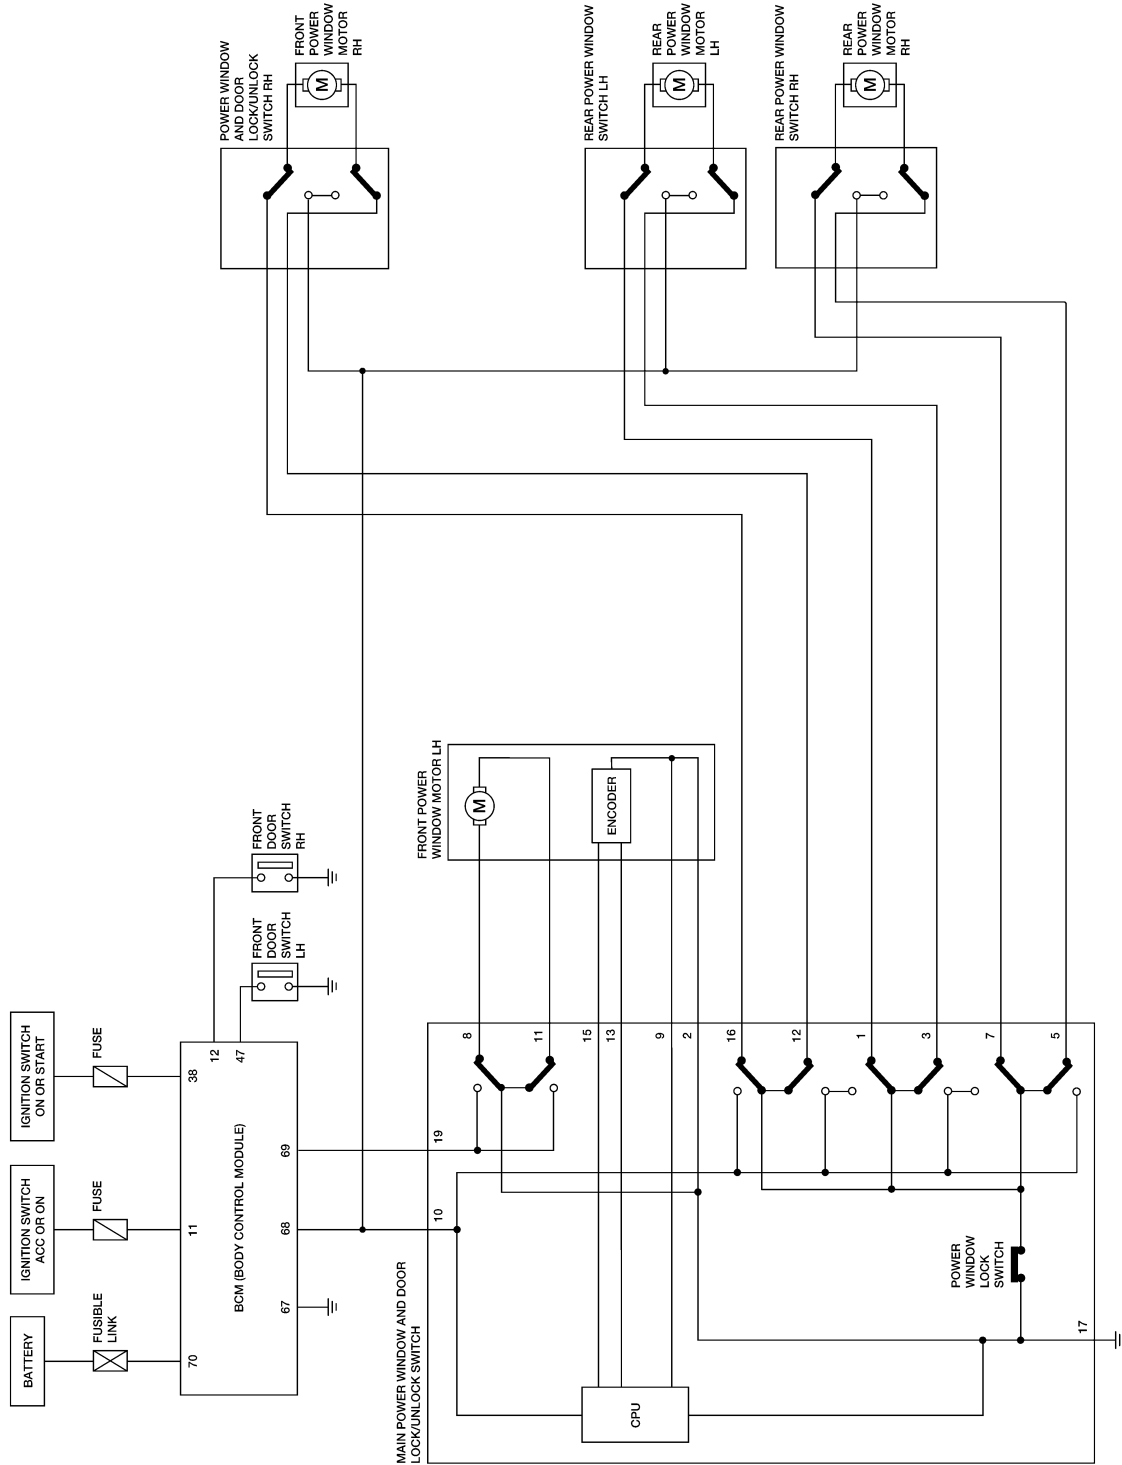 POWER WINDOW
AND DOOR
LOCK/UNLOCK
SWITCH RH
FRONT
POWER
WINDOW
MOTOR
RH
M
REAR POWER WINDOW
SWITCH LH
REAR
POWER
WINDOW
MOTOR
LH
M
REAR POWER WINDOW
SWITCH RH
REAR
POWER
WINDOW
MOTOR
RH
M
FRONT POWER
WINDOW MOTOR LH
M
ENCODER
FRONT
DOOR
SWITCH
RH
FRONT
DOOR
SWITCH
LH
IGNITION SWITCH
ON OR START
FUSE
38
12
47
IGNITION SWITCH
ACC OR ON
FUSE
11
BATTERY
FUSIBLE
LINK
70
BCM (BODY CONTROL MODULE)
69
68
67
MAIN POWER WINDOW AND DOOR
LOCK/UNLOCK SWITCH
8
11
15
13
9
2
16
12
1
3
7
5
19
10
POWER
WINDOW
LOCK
SWITCH
17
CPU